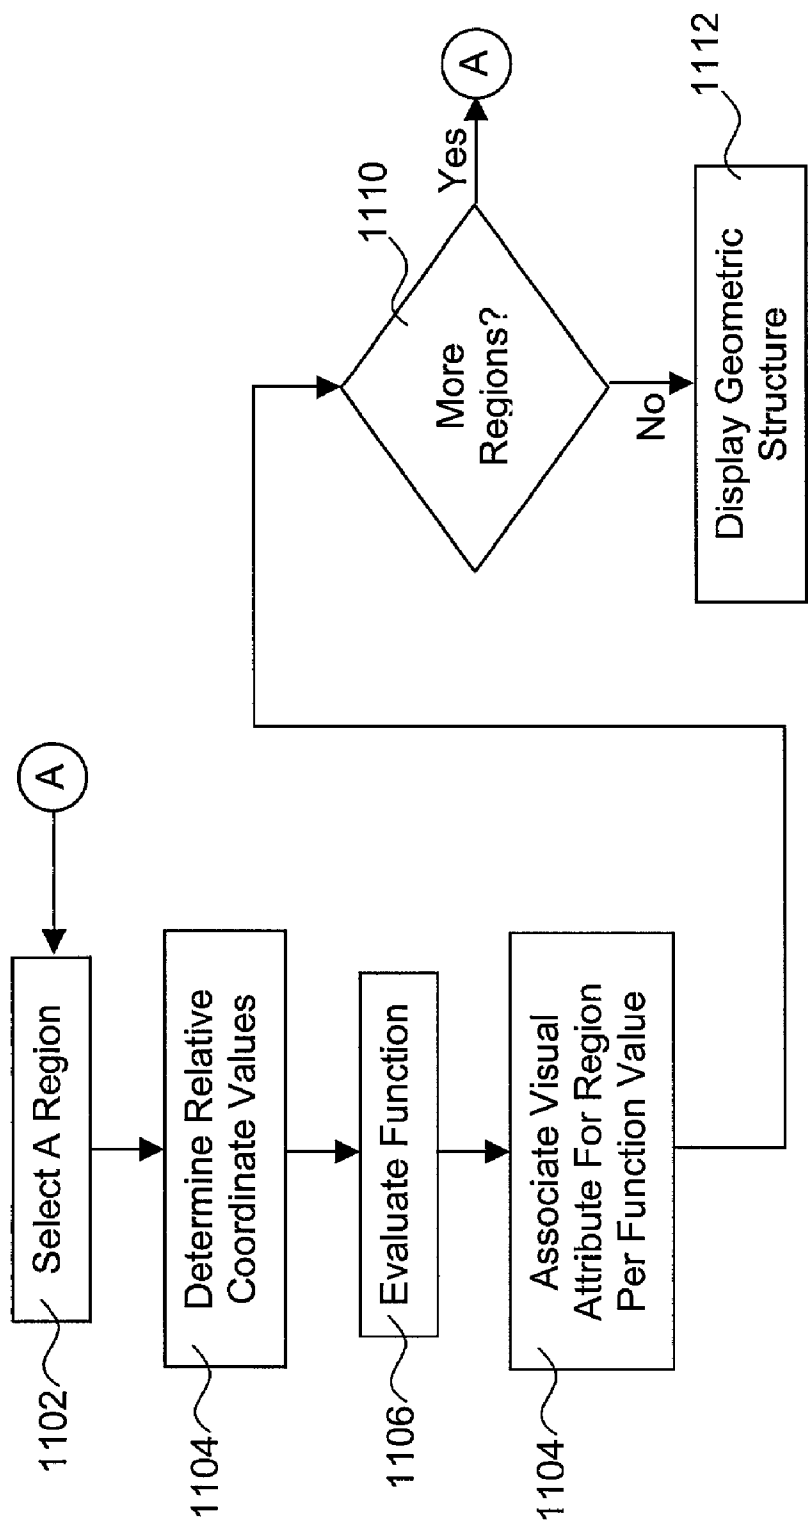 A
1102
Select A Region
1104
Determine Relative
Coordinate Values
1106
Evaluate Function
1104
Associate Visual
Attribute For Region
Per Function Value
1110
More
Regions?
Yes
A
No
1112
Display Geometric
Structure